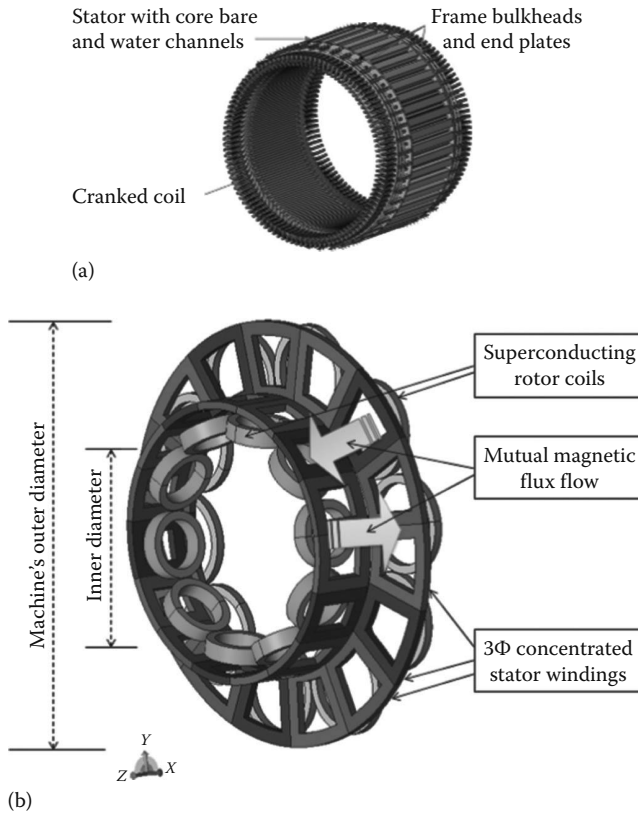 Stator with core bare
and water channels
Frame bulkheads
and end plates
Cranked coil
(a)
Superconducting
rotor coils
Mutual magnetic
flux flow
3Φ concentrated
stator windings
Machine's outer diameter
Inner diameter
Y
Z
X
(b)